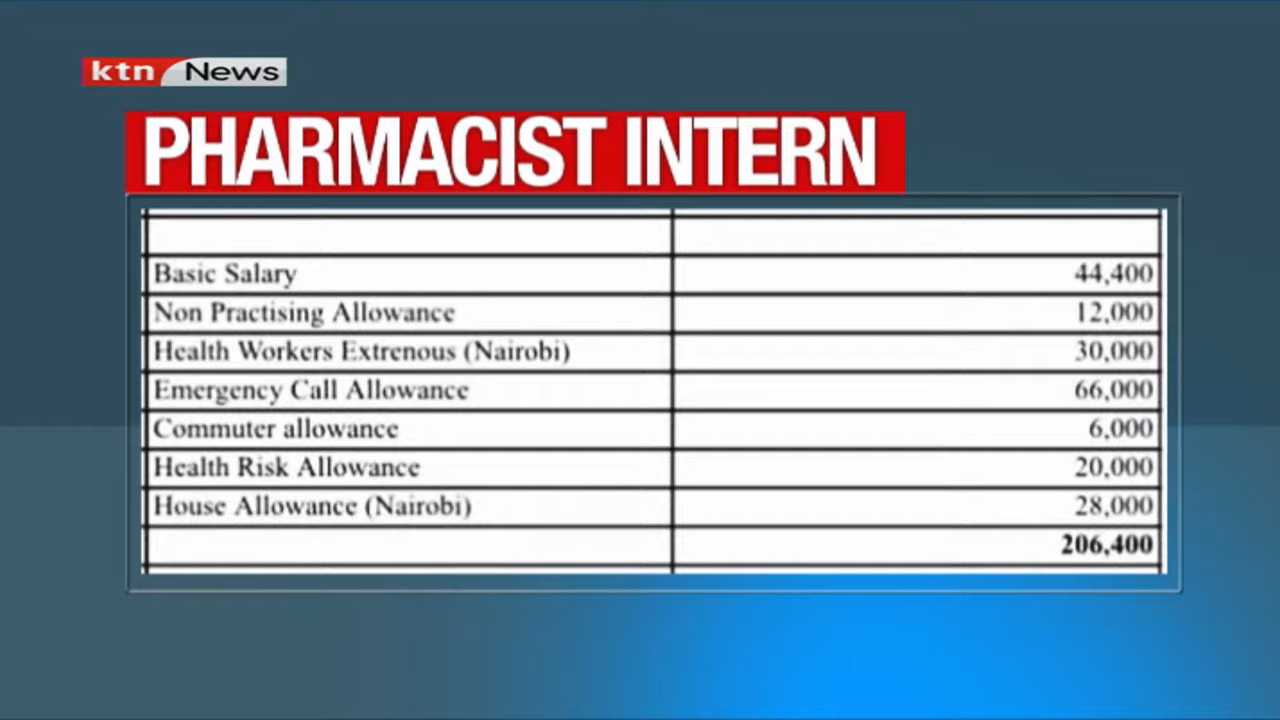 ktn News
PHARMACIST INTERN
Basic Salary 44,400
Non Practising Allowance 12,000
Health Workers Extrenous (Nairobi) 30,000
Emergency Call Allowance 66,000
Commuter allowance 6,000
Health Risk Allowance 20,000
House Allowance (Nairobi) 28,000
206,400